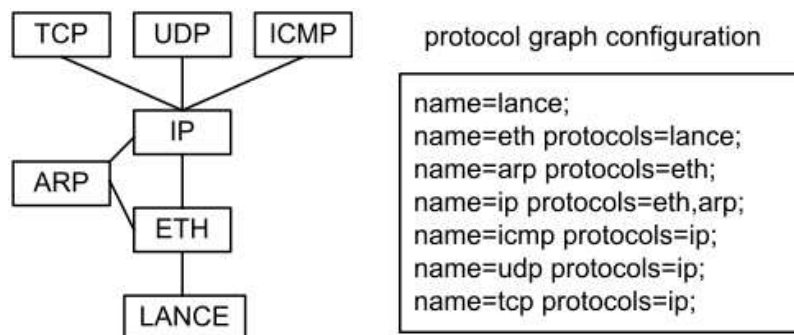 TCP UDP ICMP
IP
ARP
ETH
LANCE
protocol graph configuration
name=lance;
name=eth protocols=lance;
name=arp protocols=eth;
name=ip protocols=eth,arp;
name=icmp protocols=ip;
name=udp protocols=ip;
name=tcp protocols=ip;